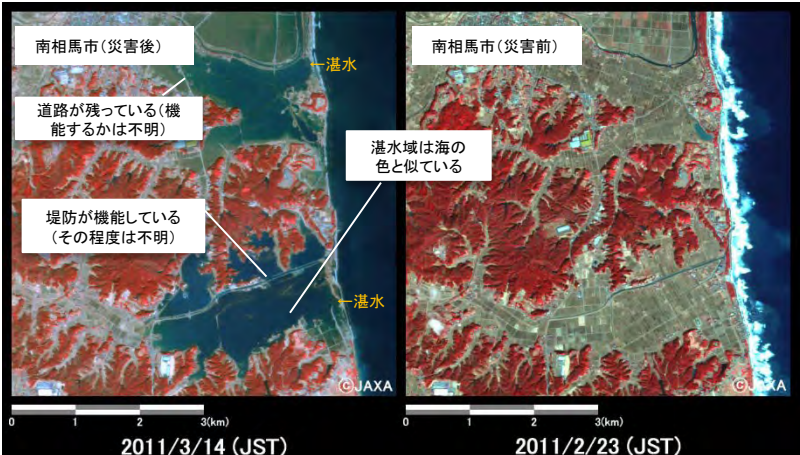 南相馬市（災害後）
←湛水
道路が残っている（機
能するかは不明）
湛水域は海の
色と似ている
堤防が機能している
（その程度は不明）
←湛水
©JAXA
0 1 2 3(km)
2011/3/14 (JST)
南相馬市（災害前）
©JAXA
0 1 2 3(km)
2011/2/23 (JST)